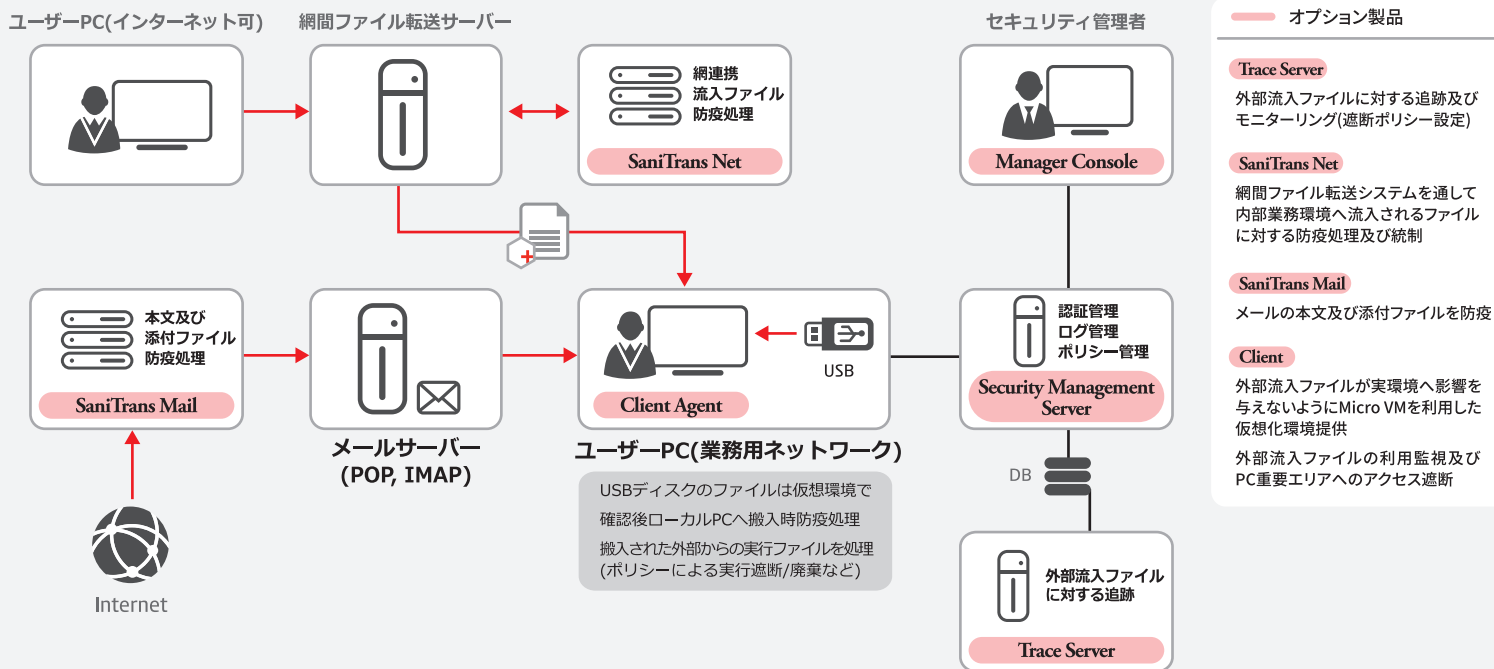 ユーザーPC(インターネット可)
網間ファイル転送サーバー
網連携
流入ファイル
防疫処理
SaniTrans Net
セキュリティ管理者
Manager Console
本文及び
添付ファイル
防疫処理
SaniTrans Mail
Internet
メールサーバー
(POP, IMAP)
USB
Client Agent
ユーザーPC(業務用ネットワーク)
USBディスクのファイルは仮想環境で
確認後ローカルPCへ搬入時防疫処理
搬入された外部からの実行ファイルを処理
(ポリシーによる実行遮断/廃棄など)
認証管理
ログ管理
ポリシー管理
Security Management
Server
DB
外部流入ファイル
に対する追跡
Trace Server
オプション製品
Trace Server
外部流入ファイルに対する追跡及び
モニターリング(遮断ポリシー設定)
SaniTrans Net
網間ファイル転送システムを通して
内部業務環境へ流入されるファイル
に対する防疫処理及び統制
SaniTrans Mail
メールの本文及び添付ファイルを防疫
Client
外部流入ファイルが実環境へ影響を
与えないようにMicro VMを利用した
仮想化環境提供
外部流入ファイルの利用監視及び
PC重要エリアへのアクセス遮断